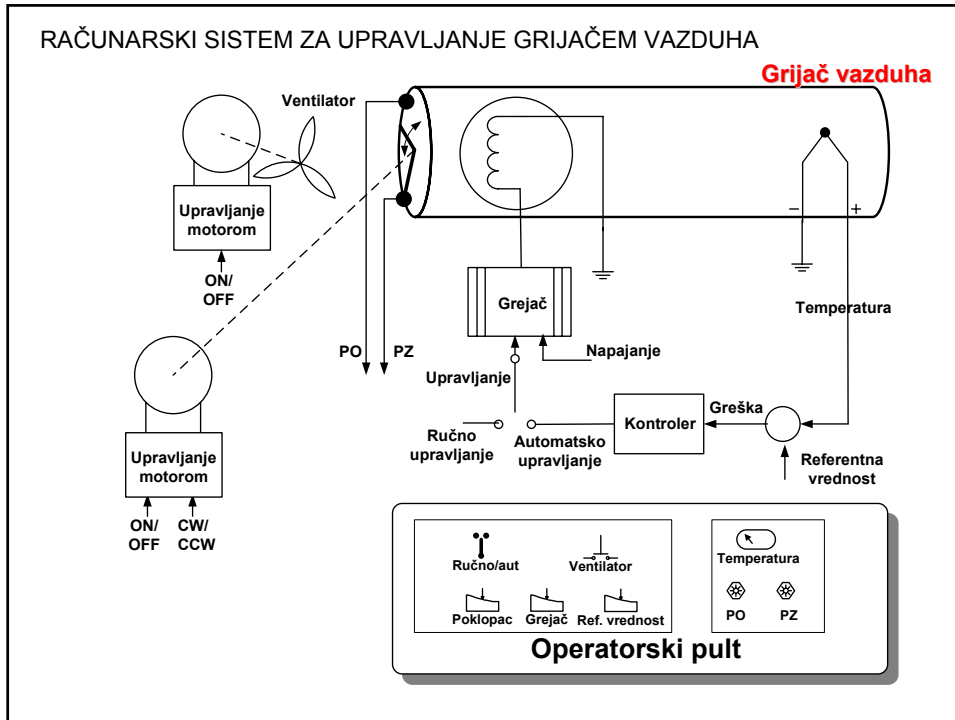 RAČUNARSKI SISTEM ZA UPRAVLJANJE GRIJAČEM VAZDUHA
Grijač vazduha
Ventilator
Upravljanje
motorom
ON/
OFF
– +
Grejač
Temperatura
PO PZ
Napajanje
Upravljanje
Ručno
upravljanje
Automatsko
upravljanje
Kontroler
Greška
Referentna
vrednost
Upravljanje
motorom
ON/
OFF
CW/
CCW
Ručno/aut
Ventilator
Poklopac
Grejač
Ref. vrednost
Temperatura
PO
PZ
Operatorski pult